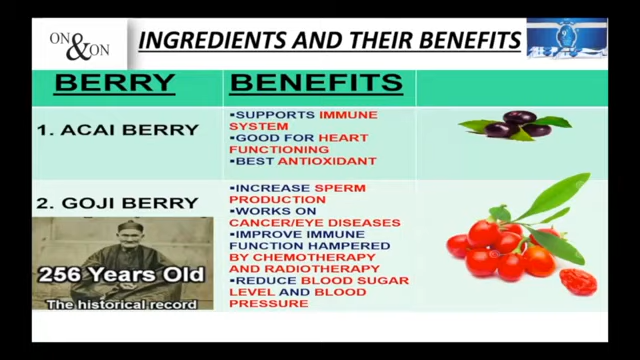 ON
&
ON
INGREDIENTS AND THEIR BENEFITS
BERRY
BENEFITS
1. ACAI BERRY
▪SUPPORTS IMMUNE
SYSTEM
▪GOOD FOR HEART
FUNCTIONING
▪BEST ANTIOXIDANT
2. GOJI BERRY
256 Years Old
The historical record
▪INCREASE SPERM
PRODUCTION
▪WORKS ON
CANCER/EYE DISEASES
▪IMPROVE IMMUNE
FUNCTION HAMPERED
BY CHEMOTHERAPY
AND RADIOTHERAPY
▪REDUCE BLOOD SUGAR
LEVEL AND BLOOD
PRESSURE